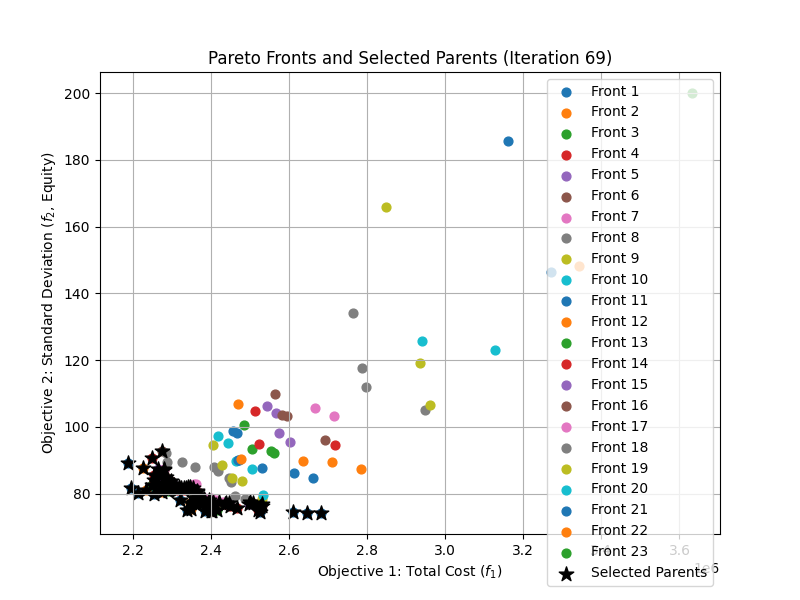 Pareto Fronts and Selected Parents (Iteration 69)
Objective 2: Standard Deviation (f₂, Equity)
200
180
160
140
120
100
80
2.2
2.4
2.6
2.8
3.0
3.2
3.4
3.6
1e6
Objective 1: Total Cost (f₁)
Front 1
Front 2
Front 3
Front 4
Front 5
Front 6
Front 7
Front 8
Front 9
Front 10
Front 11
Front 12
Front 13
Front 14
Front 15
Front 16
Front 17
Front 18
Front 19
Front 20
Front 21
Front 22
Front 23
Selected Parents